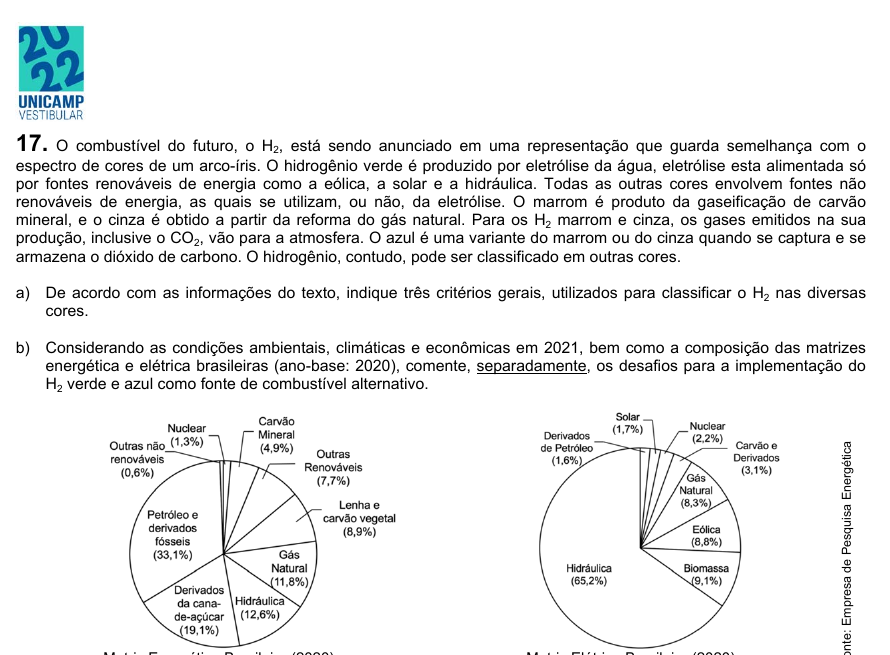 2022
UNICAMP
VESTIBULAR
17. O combustível do futuro, o H2, está sendo anunciado em uma representação que guarda semelhança com o
espectro de cores de um arco-íris. O hidrogênio verde é produzido por eletrólise da água, eletrólise esta alimentada só
por fontes renováveis de energia como a eólica, a solar e a hidráulica. Todas as outras cores envolvem fontes não
renováveis de energia, as quais se utilizam, ou não, da eletrólise. O marrom é produto da gaseificação de carvão
mineral, e o cinza é obtido a partir da reforma do gás natural. Para os H2 marrom e cinza, os gases emitidos na sua
produção, inclusive o CO2, vão para a atmosfera. O azul é uma variante do marrom ou do cinza quando se captura e se
armazena o dióxido de carbono. O hidrogênio, contudo, pode ser classificado em outras cores.
a) De acordo com as informações do texto, indique três critérios gerais, utilizados para classificar o H2 nas diversas
cores.
b) Considerando as condições ambientais, climáticas e econômicas em 2021, bem como a composição das matrizes
energética e elétrica brasileiras (ano-base: 2020), comente, separadamente, os desafios para a implementação do
H2 verde e azul como fonte de combustível alternativo.
Nuclear
(1,3%)
Carvão
Mineral
(4,9%)
Outras não
renováveis
(0,6%)
Outras
Renováveis
(7,7%)
Lenha e
carvão vegetal
(8,9%)
Petróleo e
derivados
fósseis
(33,1%)
Gás
Natural
(11,8%)
Derivados
da cana-
de-açúcar
(19,1%)
Hidráulica
(12,6%)
Solar
(1,7%)
Nuclear
(2,2%)
Derivados
de Petróleo
(1,6%)
Carvão e
Derivados
(3,1%)
Gás
Natural
(8,3%)
Eólica
(8,8%)
Biomassa
(9,1%)
Hidráulica
(65,2%)
onte: Empresa de Pesquisa Energética